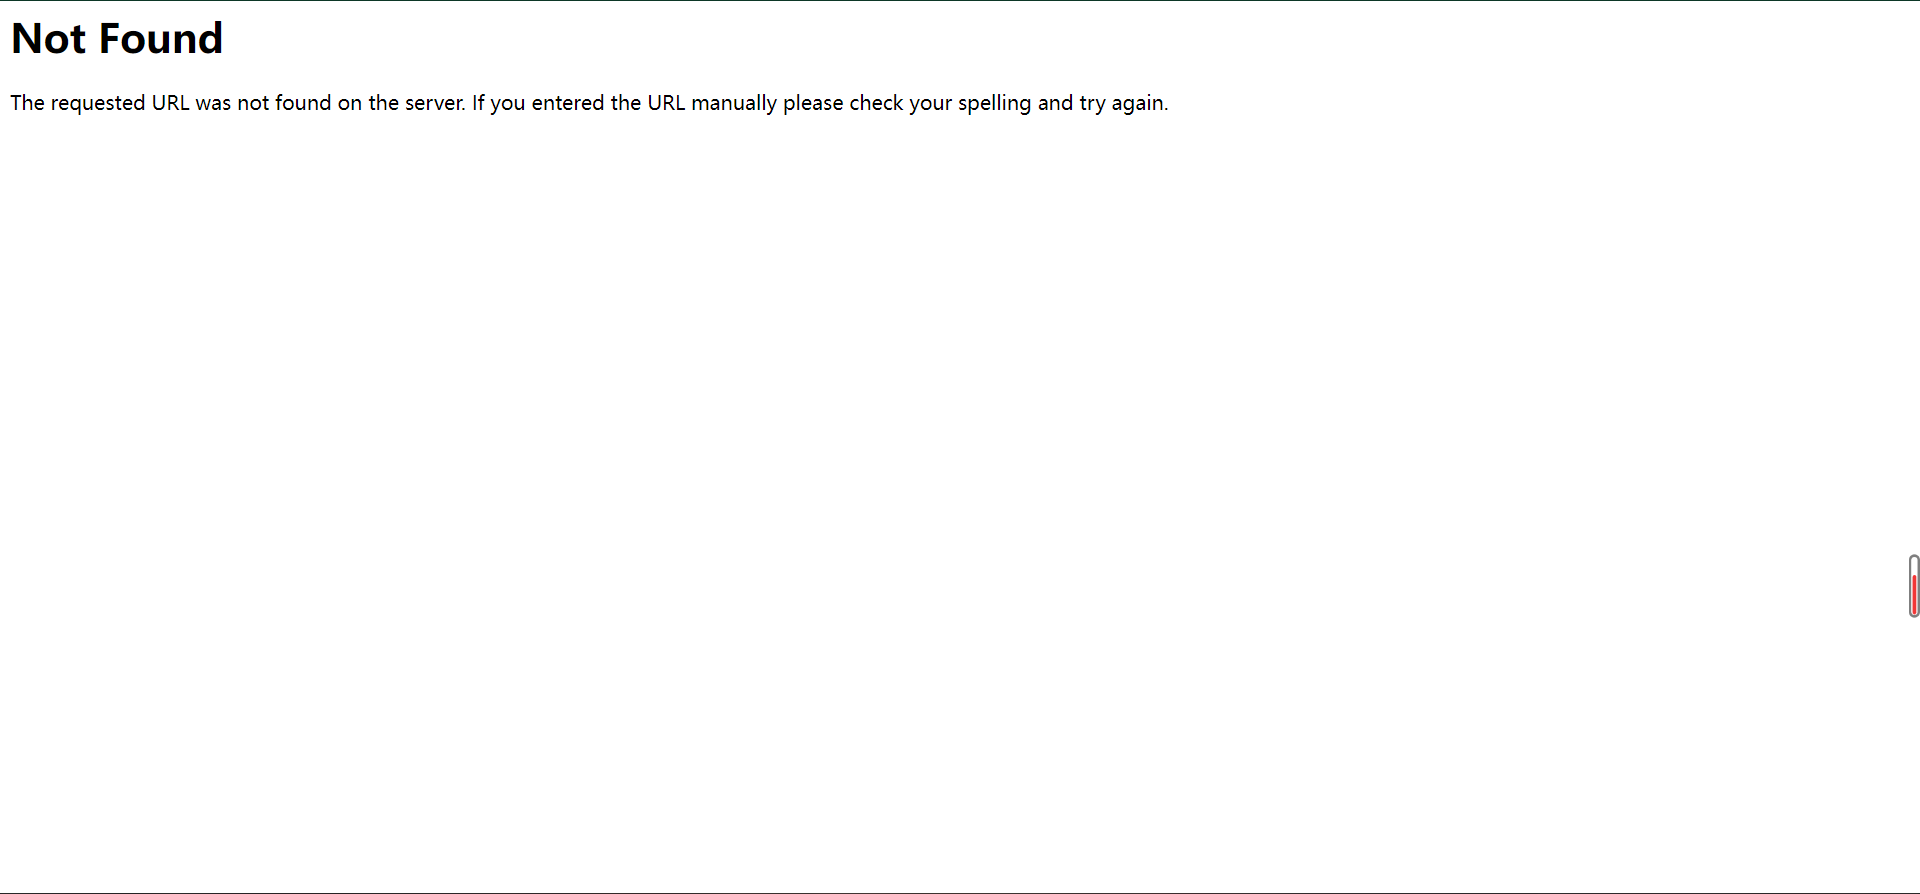 Not Found
The requested URL was not found on the server. If you entered the URL manually please check your spelling and try again.